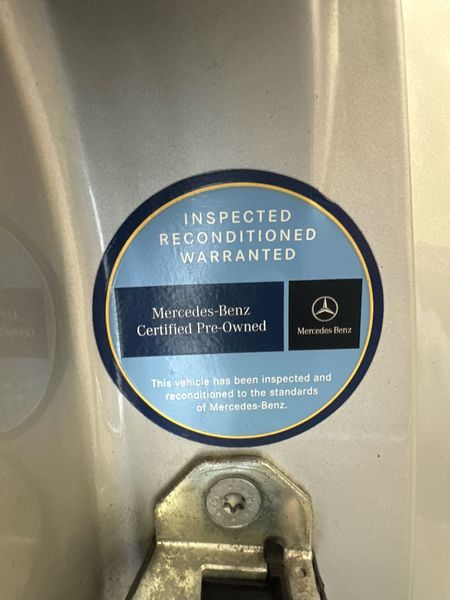 INSPECTED
RECONDITIONED
WARRANTED
Mercedes-Benz
Certified Pre-Owned
Mercedes-Benz
This vehicle has been inspected and
reconditioned to the standards
of Mercedes-Benz.